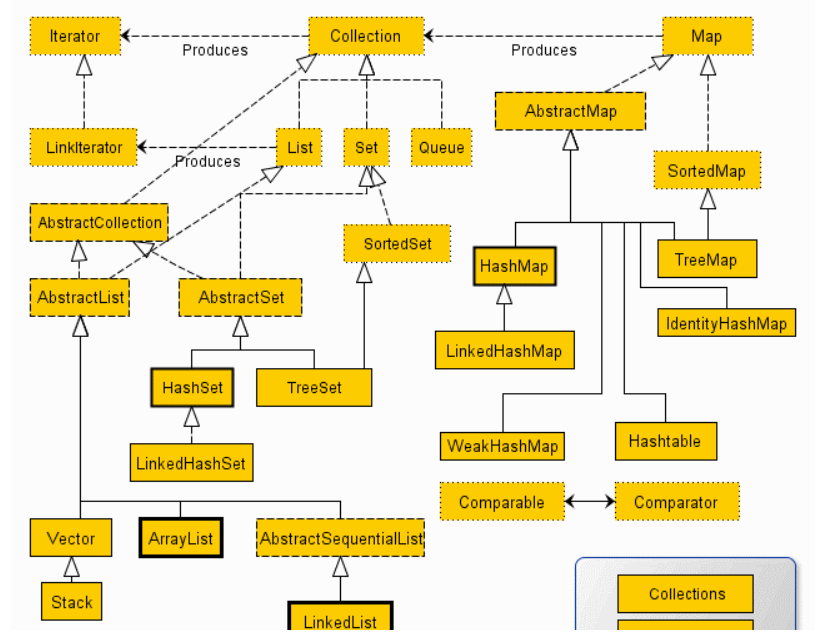 Iterator
Produces
Collection
Produces
Map
AbstractMap
LinkIterator
Produces
List
Set
Queue
SortedMap
AbstractCollection
SortedSet
HashMap
TreeMap
AbstractList
AbstractSet
IdentityHashMap
LinkedHashMap
HashSet
TreeSet
WeakHashMap
Hashtable
LinkedHashSet
Comparable
Comparator
Vector
ArrayList
AbstractSequentialList
Stack
Collections
LinkedList